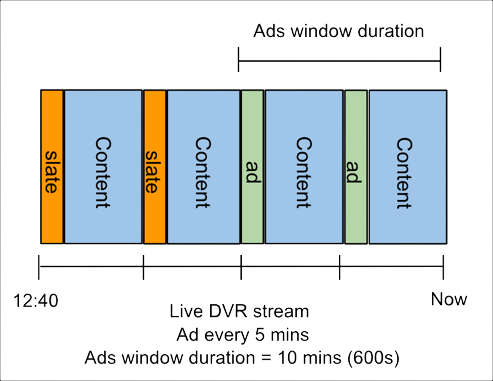 Ads window duration
slate
Content
slate
Content
ad
Content
ad
Content
12:40
Now
Live DVR stream
Ad every 5 mins
Ads window duration = 10 mins (600s)